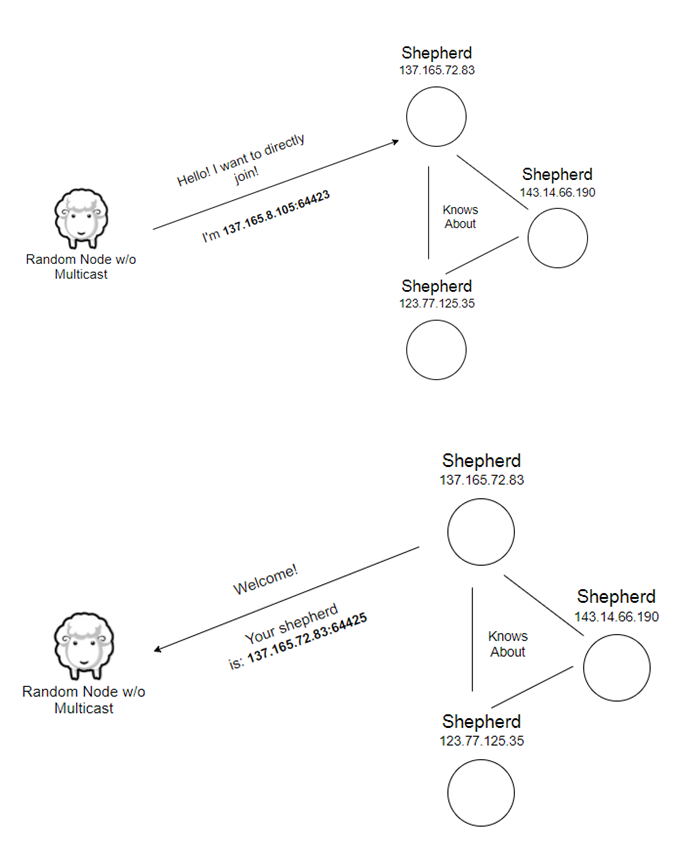 Shepherd
137.165.72.83
Hello! I want to directly
join!
I'm 137.165.8.105:64423
Shepherd
143.14.66.190
Knows
About
Random Node w/o
Multicast
Shepherd
123.77.125.35
Shepherd
137.165.72.83
Welcome!
Your shepherd
is: 137.165.72.83:64425
Shepherd
143.14.66.190
Knows
About
Random Node w/o
Multicast
Shepherd
123.77.125.35